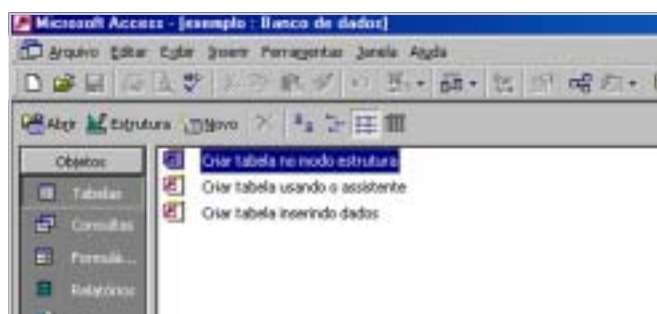 Microsoft Access - [exemplo : Banco de dados]
Arquivo Editar Exibir Inserir Ferramentas Janela Ajuda
Abrir Estrutura Novo
Objetos
Criar tabela no modo estrutura
Tabelas
Criar tabela usando o assistente
Consultas
Criar tabela inserindo dados
Formulá...
Relatórios